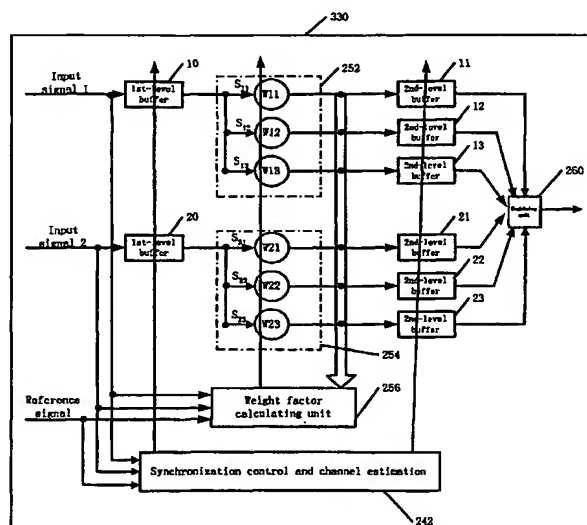 330
10
252
11
Input
signal 1
1st-level
buffer
S11
W11
2nd-level
buffer
12
S12
W12
2nd-level
buffer
13
S13
W13
2nd-level
buffer
260
unit
20
21
Input
signal 2
1st-level
buffer
S21
W21
2nd-level
buffer
22
S22
W22
2nd-level
buffer
23
S23
W23
2nd-level
buffer
254
Reference
signal
Weight factor
calculating unit
256
Synchronization control and channel estimation
242